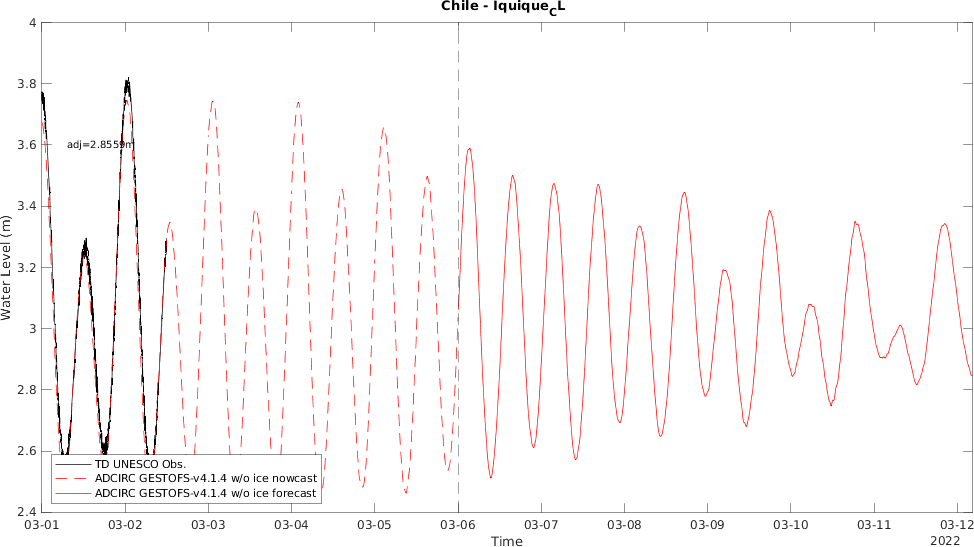 Chile - Iquique_CL
4
3.8
3.6
3.4
3.2
3
2.8
2.6
2.4
Water Level (m)
adj=2.8559m
TD UNESCO Obs.
ADCIRC GESTOFS-v4.1.4 w/o ice nowcast
ADCIRC GESTOFS-v4.1.4 w/o ice forecast
03-01 03-02 03-03 03-04 03-05 03-06 03-07 03-08 03-09 03-10 03-11 03-12
Time
2022